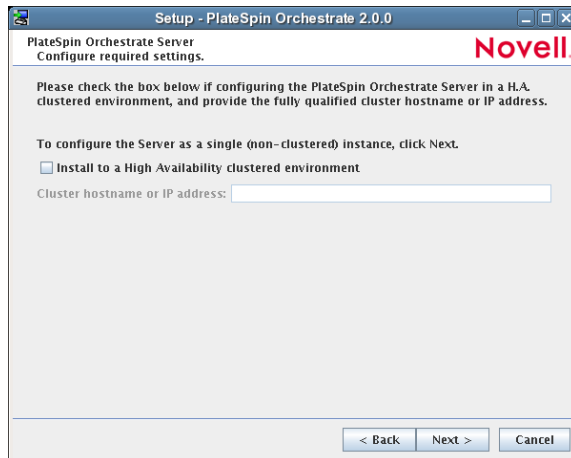 Setup - PlateSpin Orchestrate 2.0.0
PlateSpin Orchestrate Server
Configure required settings.
Novell.
Please check the box below if configuring the PlateSpin Orchestrate Server in a H.A.
clustered environment, and provide the fully qualified cluster hostname or IP address.
To configure the Server as a single (non-clustered) instance, click Next.
Install to a High Availability clustered environment
Cluster hostname or IP address:
< Back
Next >
Cancel